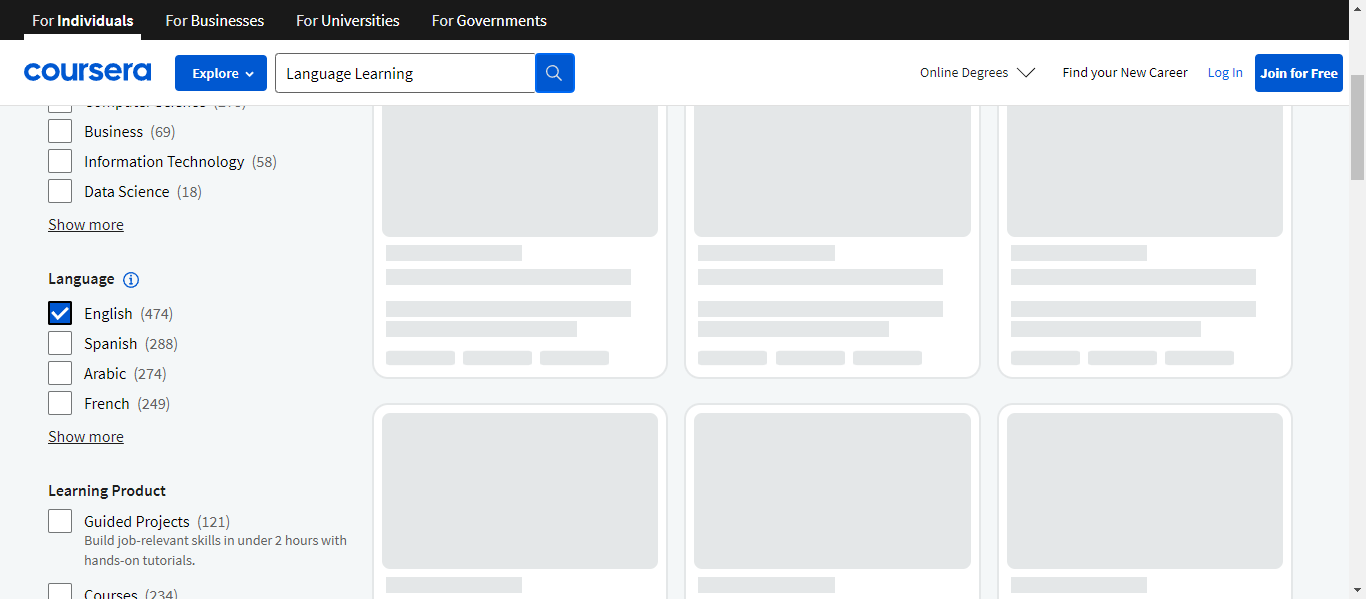 For Individuals For Businesses For Universities For Governments
coursera Explore Language Learning Online Degrees Find your New Career Log In Join for Free
Business (69)
Information Technology (58)
Data Science (18)
Show more
Language
English (474)
Spanish (288)
Arabic (274)
French (249)
Show more
Learning Product
Guided Projects (121)
Build job-relevant skills in under 2 hours with
hands-on tutorials.
Courses (234)